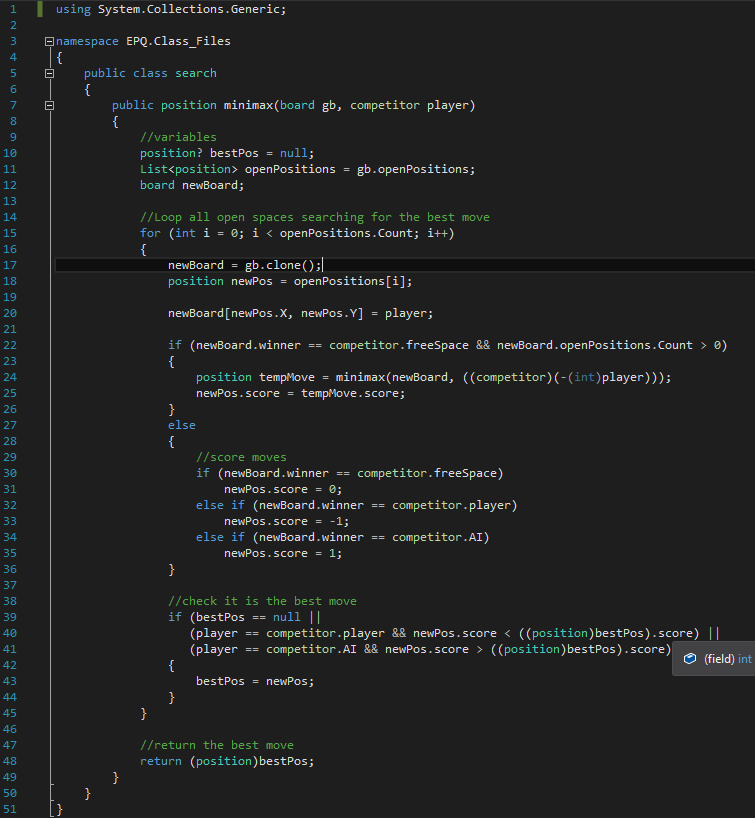 1 using System.Collections.Generic;
2
3 namespace EPQ.Class_Files
4 {
5 public class search
6 {
7 public position minimax(board gb, competitor player)
8 {
9 //variables
10 position? bestPos = null;
11 List<position> openPositions = gb.openPositions;
12 board newBoard;
13
14 //Loop all open spaces searching for the best move
15 for (int i = 0; i < openPositions.Count; i++)
16 {
17 newBoard = gb.clone();
18 position newPos = openPositions[i];
19
20 newBoard[newPos.X, newPos.Y] = player;
21
22 if (newBoard.winner == competitor.freeSpace && newBoard.openPositions.Count > 0)
23 {
24 position tempMove = minimax(newBoard, ((competitor)(-(int)player)));
25 newPos.score = tempMove.score;
26 }
27 else
28 {
29 //score moves
30 if (newBoard.winner == competitor.freeSpace)
31 newPos.score = 0;
32 else if (newBoard.winner == competitor.player)
33 newPos.score = -1;
34 else if (newBoard.winner == competitor.AI)
35 newPos.score = 1;
36 }
37
38 //check it is the best move
39 if (bestPos == null ||
40 (player == competitor.player && newPos.score < ((position)bestPos).score) ||
41 (player == competitor.AI && newPos.score > ((position)bestPos).score)
(field) int
42 {
43 bestPos = newPos;
44 }
45 }
46
47 //return the best move
48 return (position)bestPos;
49 }
50 }
51 }